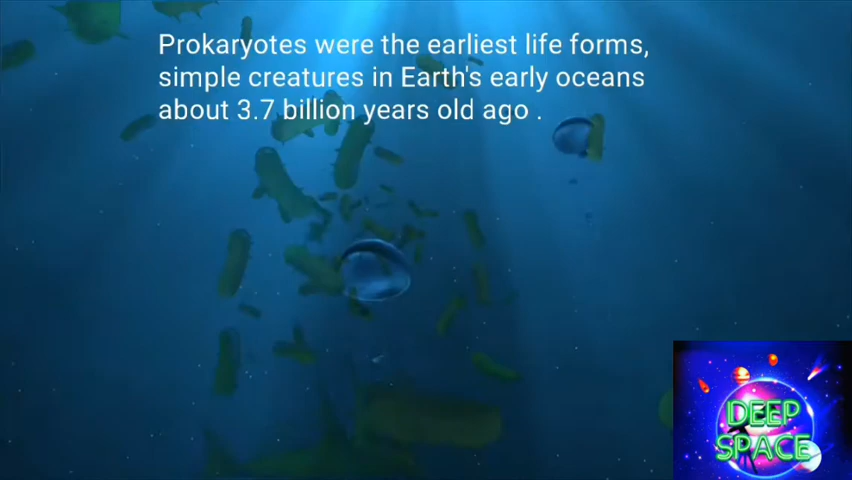 Prokaryotes were the earliest life forms,
simple creatures in Earth's early oceans
about 3.7 billion years old ago .
DEEP
SPACE